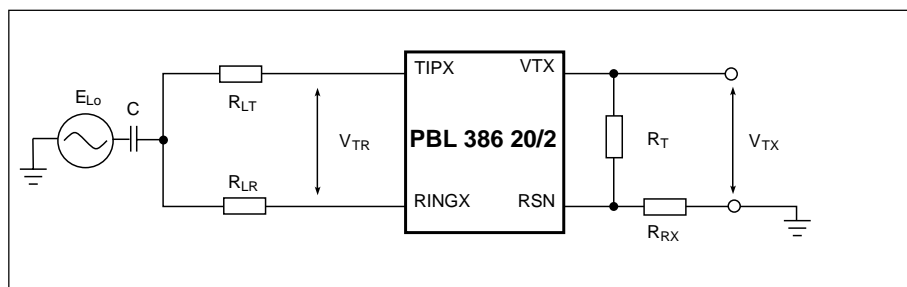 TIPX
VTX
E_Lo
C
R_LT
V_TR
PBL 386 20/2
R_T
V_TX
R_LR
RINGX
RSN
R_RX